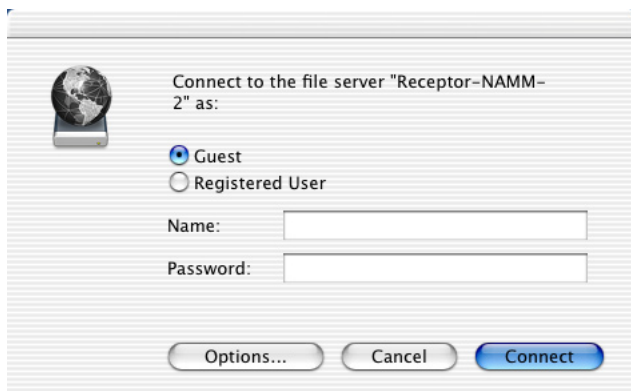 Connect to the file server "Receptor-NAMM-
2" as:
Guest
Registered User
Name:
Password:
Options...
Cancel
Connect